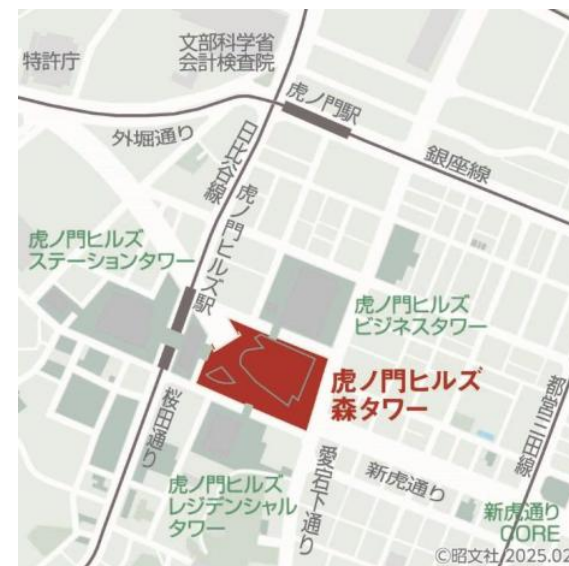 文部科学省
会計検査院
特許庁
虎ノ門駅
外堀通り
日比谷線
銀座線
虎ノ門ヒルズ駅
虎ノ門ヒルズ
ステーションタワー
虎ノ門ヒルズ
ビジネスタワー
虎ノ門ヒルズ
森タワー
都営三田線
桜田通り
愛宕下通り
新虎通り
虎ノ門ヒルズ
レジデンシャル
タワー
新虎通り
CORE
©昭文社 2025.02